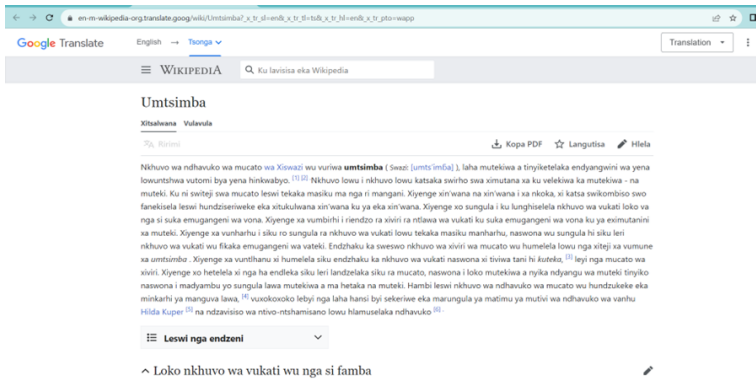 en-m-wikipedia-org.translate.goog/wiki/Umtsimba?_x_tr_sl=en&_x_tr_tl=ts&_x_tr_hl=en&_x_tr_pto=wapp
Google Translate English → Tsonga Translation
WIKIPEDIA Ku lavisisa eka Wikipedia
Umtsimba
Xitsalwana Vulavula
Ririmi Kopa PDF Langutisa Hlela
Nkhuvo wa ndhavuko wa mucato wa Xiswazi wu vuriwa umtsimba ( Swazi: [umts'imɓa] ), laha mutekiwa a tinyiketelaka endyangwini wa yena
lowuntshwa vutomi bya yena hinkwabyo. [1] [2] Nkhuvo lowu i nkhuvo katsaka swirho swa ximutana xa ku velekiwa ka mutekiwa - na
muteki. Ku ni switeji swa mucato leswi tekaka masiku ma nga ri mangani. Xiyenge xin'wana na xin'wana i xa nkoka, xi katsa swikombiso swo
fanekisela leswi hundziseriweke eka xitukulwana xin'wana ku ya eka xin'wana. Xiyenge xo sungula i ku lunghiselela nkhuvo wa vukati loko va
nga si suka emugangeni wa vona. Xiyenge xa vumbirhi i riendzo ra xiviri ra ntlawa wa vukati ku suka emugangeni wa vona ku ya eximutanini
xa muteki. Xiyenge xa vunharhu i siku ro sungula ra nkhuvo wa vukati lowu tekaka masiku manharhu, naswona wu sungula hi siku leri
nkhuvo wa vukati wu fikaka emugangeni wa vateki. Endzhaku ka sweswo nkhuvo wa xiviri wa mucato wu humelela lowu nga xiteji xa vumune
xa umtsimba . Xiyenge xa vuntlhanu xi humelela siku endzhaku ka nkhuvo wa vukati naswona xi tiviwa tani hi kuteka, [3] leyi nga mucato wa
xiviri. Xiyenge xo hetelela xi nga ha endleka siku leri landzelaka siku ra mucato, naswona i loko mutekiwa a nyika ndyangu wa muteki tinyiko
naswona i madyambu yo sungula lawa mutekiwa a ma hetaka na muteki. Hambi leswi nkhuvo wa ndhavuko wa mucato wu hundzukeke eka
minkarhi ya manguva lawa, [4] vuxokoxoko lebyi nga laha hansi byi sekeriwe eka marungula ya matimu ya mutivi wa ndhavuko wa vanhu
Hilda Kuper [5] na ndzavisiso wa ntivo-ntshamisano lowu hlamuselaka ndhavuko [6] .
Leswi nga endzeni
Loko nkhuvo wa vukati wu nga si famba